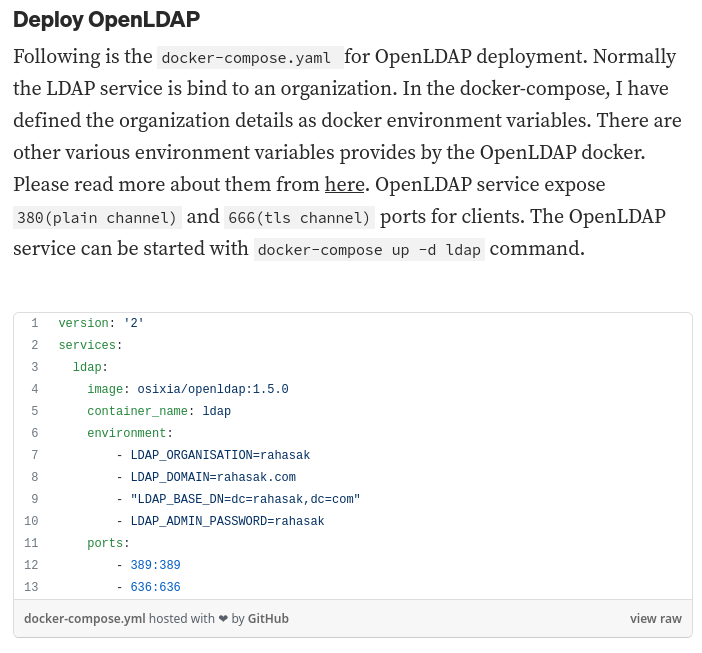 Deploy OpenLDAP
Following is the docker-compose.yaml for OpenLDAP deployment. Normally
the LDAP service is bind to an organization. In the docker-compose, I have
defined the organization details as docker environment variables. There are
other various environment variables provides by the OpenLDAP docker.
Please read more about them from here. OpenLDAP service expose
380(plain channel) and 666(tls channel) ports for clients. The OpenLDAP
service can be started with docker-compose up -d ldap command.
1 version: '2'
2 services:
3   ldap:
4     image: osixia/openldap:1.5.0
5     container_name: ldap
6     environment:
7         - LDAP_ORGANISATION=rahasak
8         - LDAP_DOMAIN=rahasak.com
9         - "LDAP_BASE_DN=dc=rahasak,dc=com"
10         - LDAP_ADMIN_PASSWORD=rahasak
11     ports:
12         - 389:389
13         - 636:636
docker-compose.yml hosted with ❤ by GitHub view raw